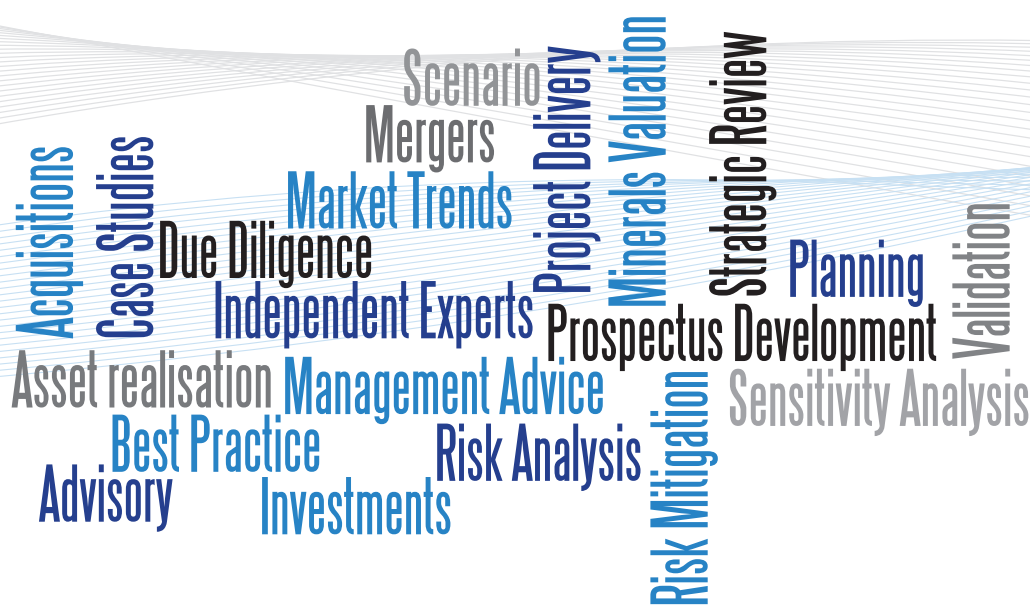 Scenario
Mergers
Market Trends
Acquisitions
Case Studies
Due Diligence
Independent Experts
Project Delivery
Minerals Valuation
Strategic Review
Planning
Validation
Prospectus Development
Asset realisation
Management Advice
Sensitivity Analysis
Best Practice
Risk Analysis
Risk Mitigation
Advisory
Investments